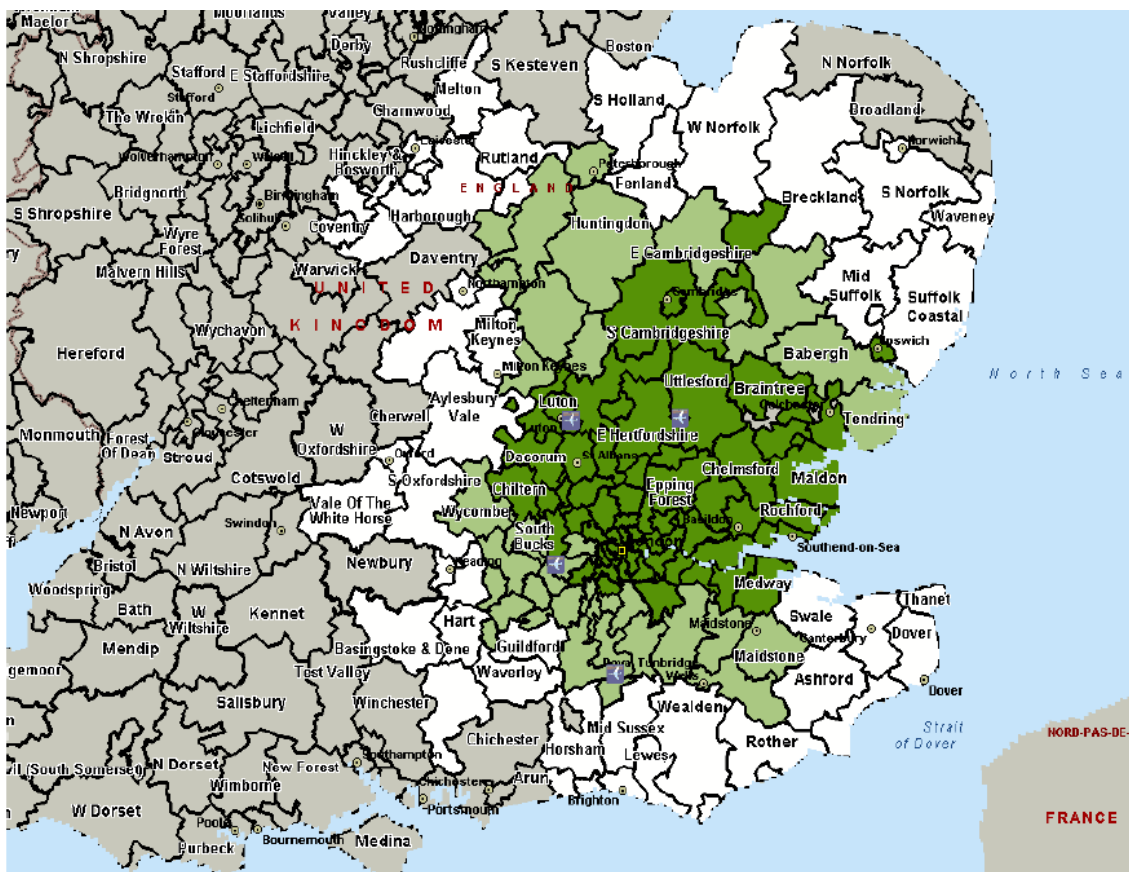 Maelor
Moorlands
Valley
Nottingham
Derby
Boston
N Shropshire
Stafford
E Staffordshire
Rushcliffe
S Kesteven
N Norfolk
Stafford
Melton
The Wrekin
Lichfield
Charnwood
S Holland
Broadland
W Norfolk
Wolverhampton
Walsall
Hinckley &
Bosworth
Leicester
Rutland
Peterborough
Norwich
Bridgnorth
Birmingham
E N G L A N D
Fenland
Breckland
S Norfolk
S Shropshire
Solihull
Coventry
Harborough
Huntingdon
Waveney
Wyre
Forest
Daventry
E Cambridgeshire
Malvern Hills
Warwick
U N I T E D
Northampton
Mid
Suffolk
Suffolk
Coastal
Wychavon
K I N G D O M
Milton
Keynes
Cambridge
S Cambridgeshire
Hereford
Ipswich
Babergh
Milton Keynes
Uttlesford
Braintree
North Sea
Cheltenham
Cherwell
Aylesbury
Vale
Luton
Colchester
Tendring
Monmouth
Forest
Of Dean
Gloucester
W
Oxfordshire
Luton
E Hertfordshire
Stroud
Oxford
Dacorum
St Albans
Chelmsford
Maldon
Cotswold
S Oxfordshire
Chiltern
Epping
Forest
Newport
Vale Of The
White Horse
Wycombe
Rochford
N Avon
Swindon
South
Bucks
Basildon
London
Southend-on-Sea
Bristol
N Wiltshire
Newbury
Reading
Medway
Woodspring
Bath
W
Wiltshire
Kennet
Hart
Swale
Thanet
Maidstone
Canterbury
Mendip
Basingstoke & Dene
Guildford
Dover
gemoor
Test Valley
Waverley
Royal Tunbridge
Wells
Maidstone
Ashford
Salisbury
Winchester
Wealden
Dover
Chichester
Horsham
Mid Sussex
Rother
Strait
of Dover
NORD-PAS-DE-
vil (South Somerset)
N Dorset
New Forest
Southampton
Lewes
Wimborne
Chichester
Arun
Brighton
W Dorset
Poole
Portsmouth
FRANCE
Purbeck
Bournemouth
Medina